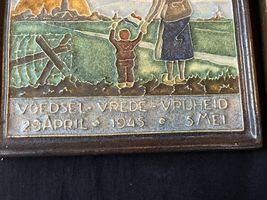 VOEDSEL - VREDE - VRIJHEID
29 APRIL * 1945 * 5 MEI